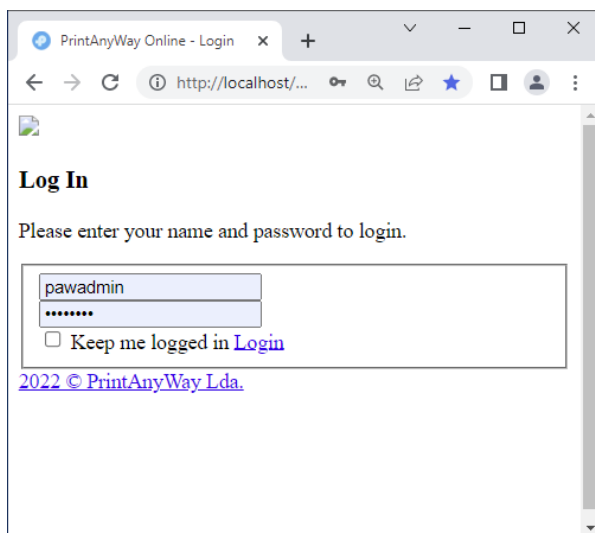 PrintAnyWay Online - Login
http://localhost/...
Log In
Please enter your name and password to login.
pawadmin
••••••••
Keep me logged in Login
2022 © PrintAnyWay Lda.